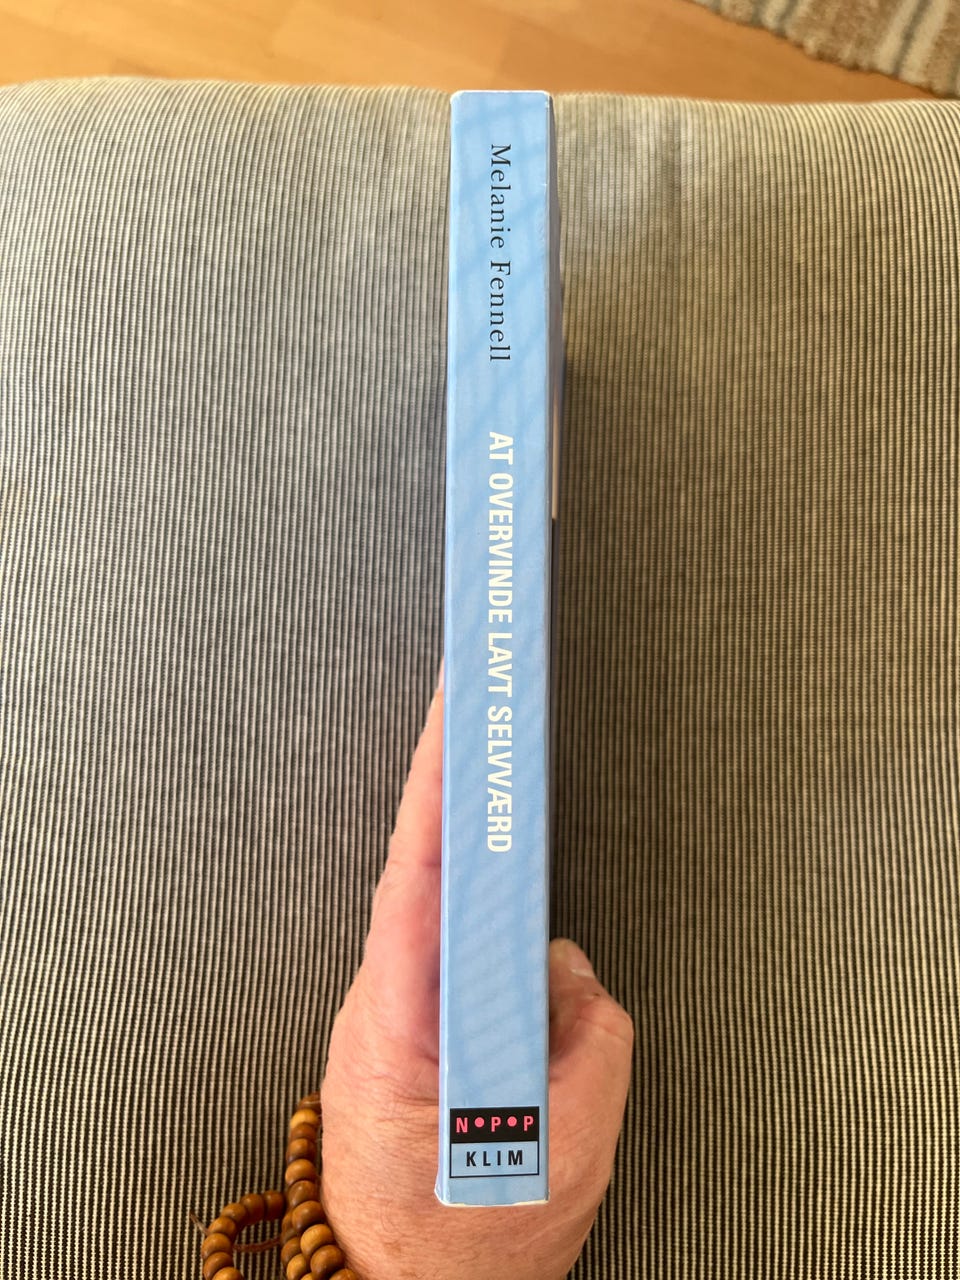 Melanie Fennell
AT OVERVINDE LAVT SELVVÆRD
N•P•P
KLIM